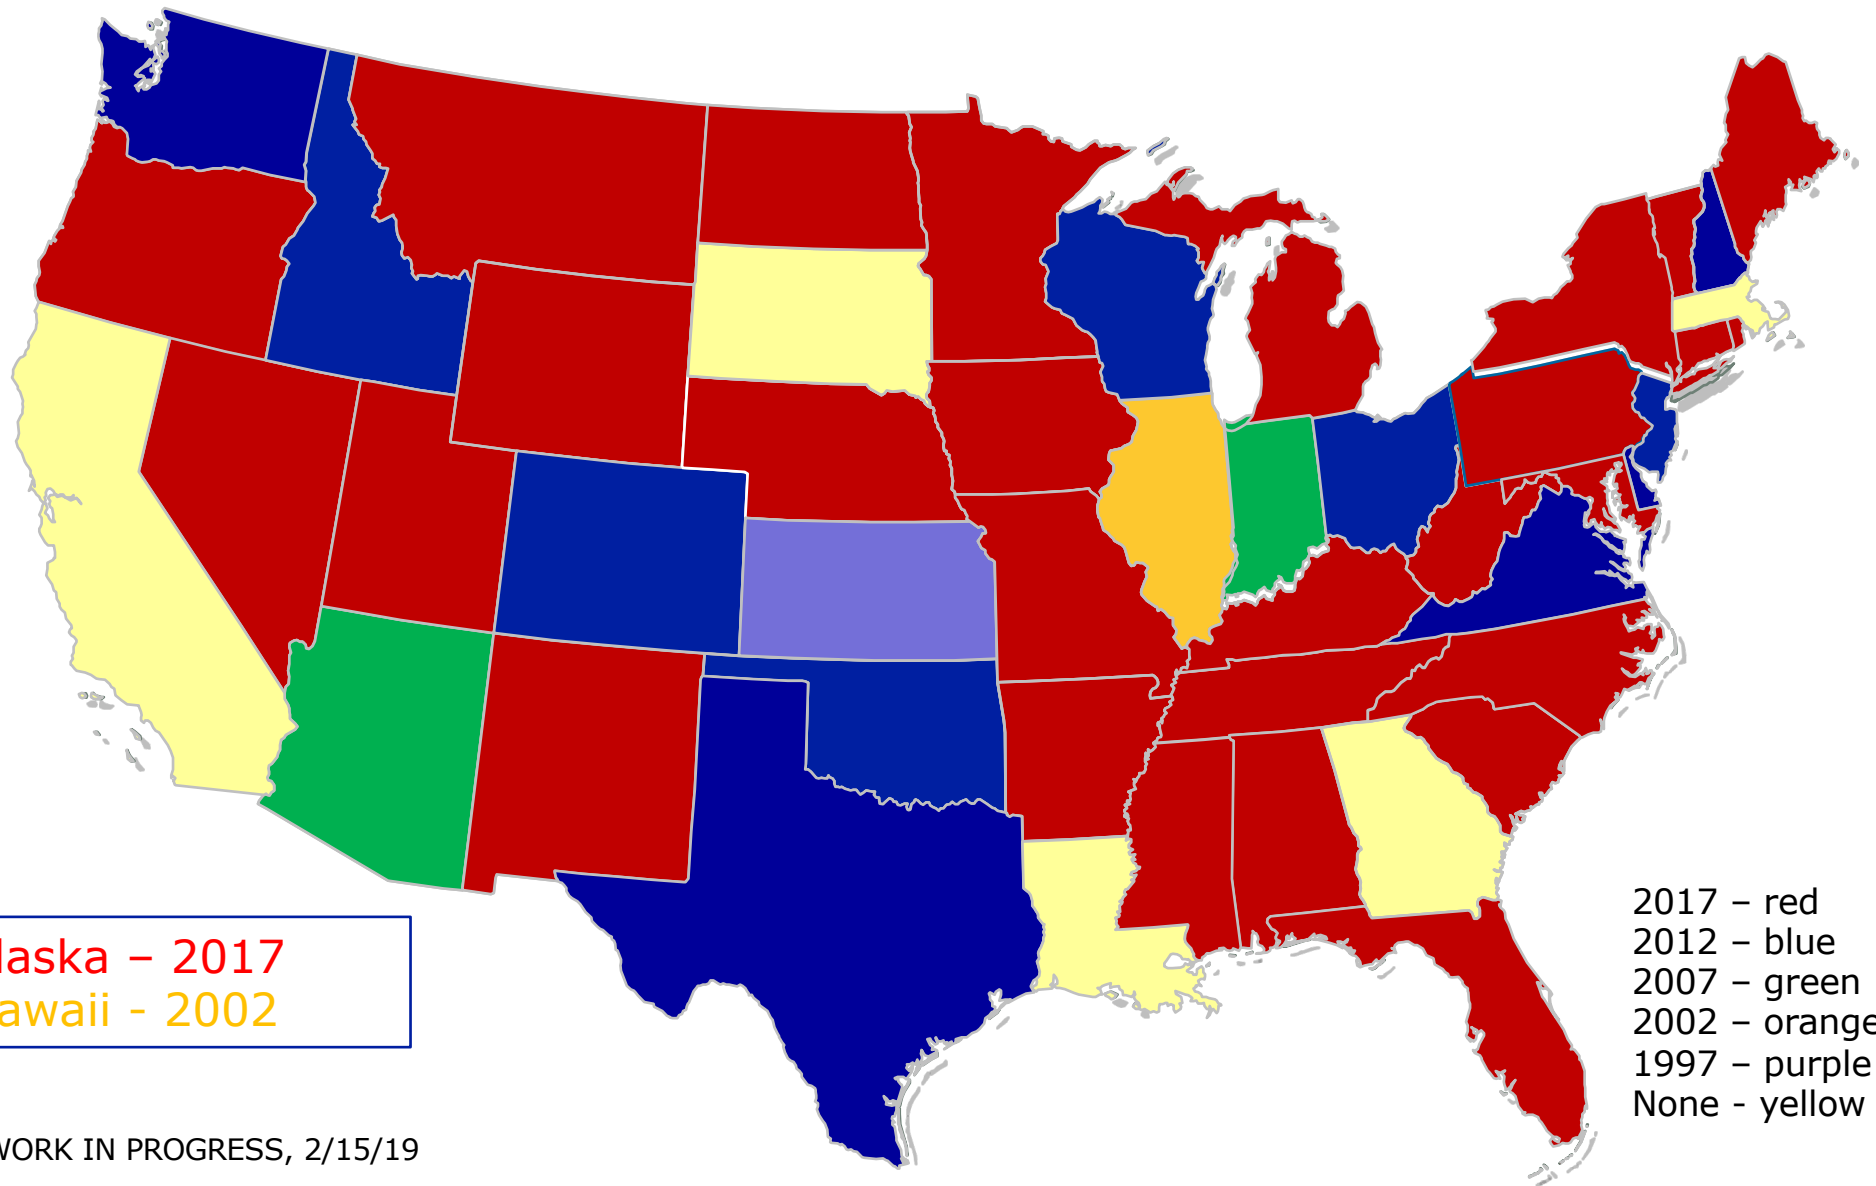 laska – 2017
awaii - 2002
WORK IN PROGRESS, 2/15/19
2017 – red
2012 – blue
2007 – green
2002 – orange
1997 – purple
None - yellow